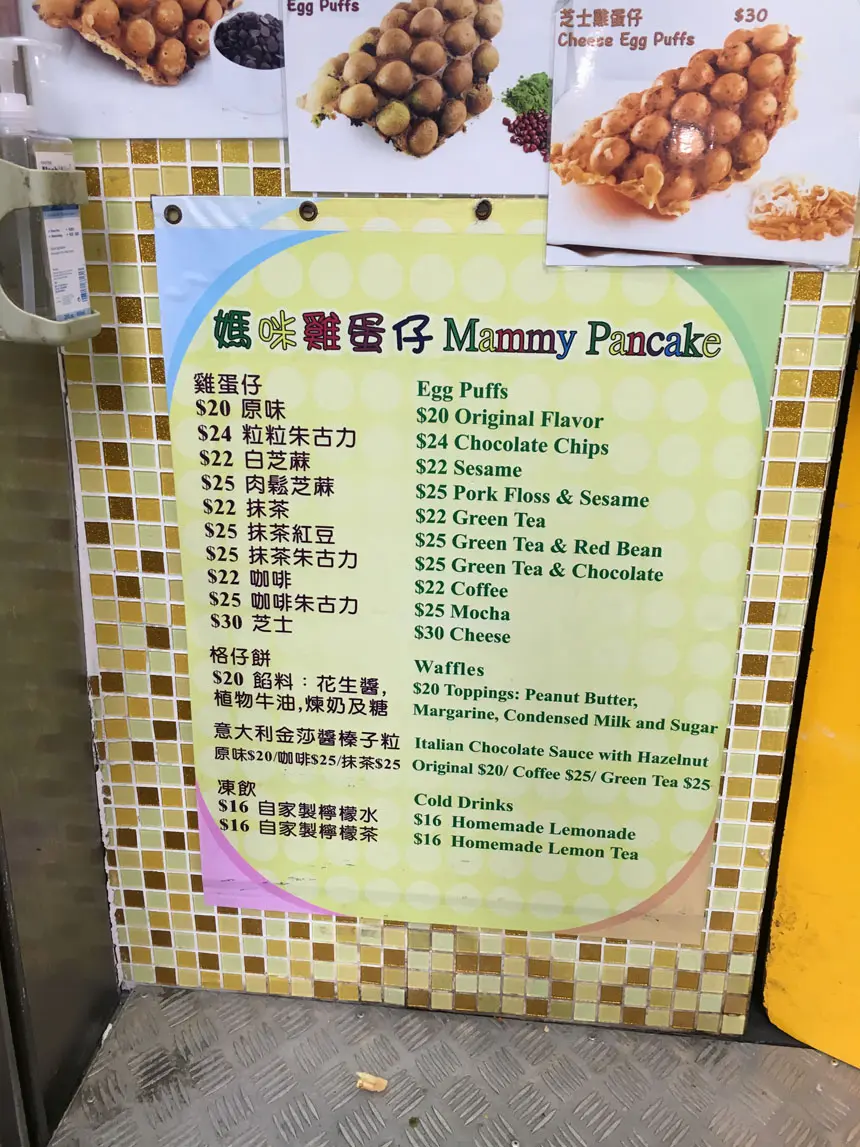 Egg Puffs
芝士雞蛋仔 $30
Cheese Egg Puffs
媽咪雞蛋仔 Mammy Pancake
雞蛋仔
$20 原味
$24 粒粒朱古力
$22 白芝蔴
$25 肉鬆芝蔴
$22 抹茶
$25 抹茶紅豆
$25 抹茶朱古力
$22 咖啡
$25 咖啡朱古力
$30 芝士
格仔餅
$20 餡料：花生醬,
植物牛油,煉奶及糖
意大利金莎醬榛子粒
原味$20/咖啡$25/抹茶$25
凍飲
$16 自家製檸檬水
$16 自家製檸檬茶
Egg Puffs
$20 Original Flavor
$24 Chocolate Chips
$22 Sesame
$25 Pork Floss & Sesame
$22 Green Tea
$25 Green Tea & Red Bean
$25 Green Tea & Chocolate
$22 Coffee
$25 Mocha
$30 Cheese
Waffles
$20 Toppings: Peanut Butter,
Margarine, Condensed Milk and Sugar
Italian Chocolate Sauce with Hazelnut
Original $20/ Coffee $25/ Green Tea $25
Cold Drinks
$16 Homemade Lemonade
$16 Homemade Lemon Tea